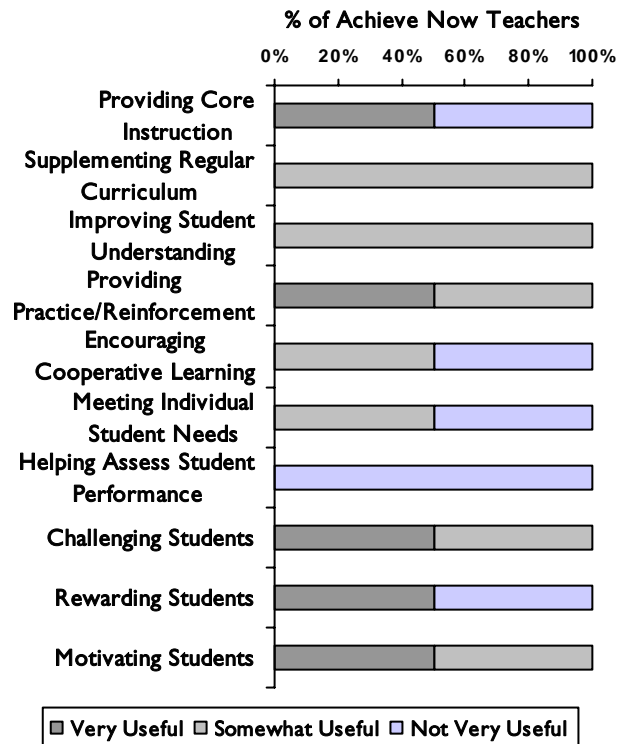 % of Achieve Now Teachers
0% 20% 40% 60% 80% 100%
Providing Core
Instruction
Supplementing Regular
Curriculum
Improving Student
Understanding
Providing
Practice/Reinforcement
Encouraging
Cooperative Learning
Meeting Individual
Student Needs
Helping Assess Student
Performance
Challenging Students
Rewarding Students
Motivating Students
Very Useful Somewhat Useful Not Very Useful